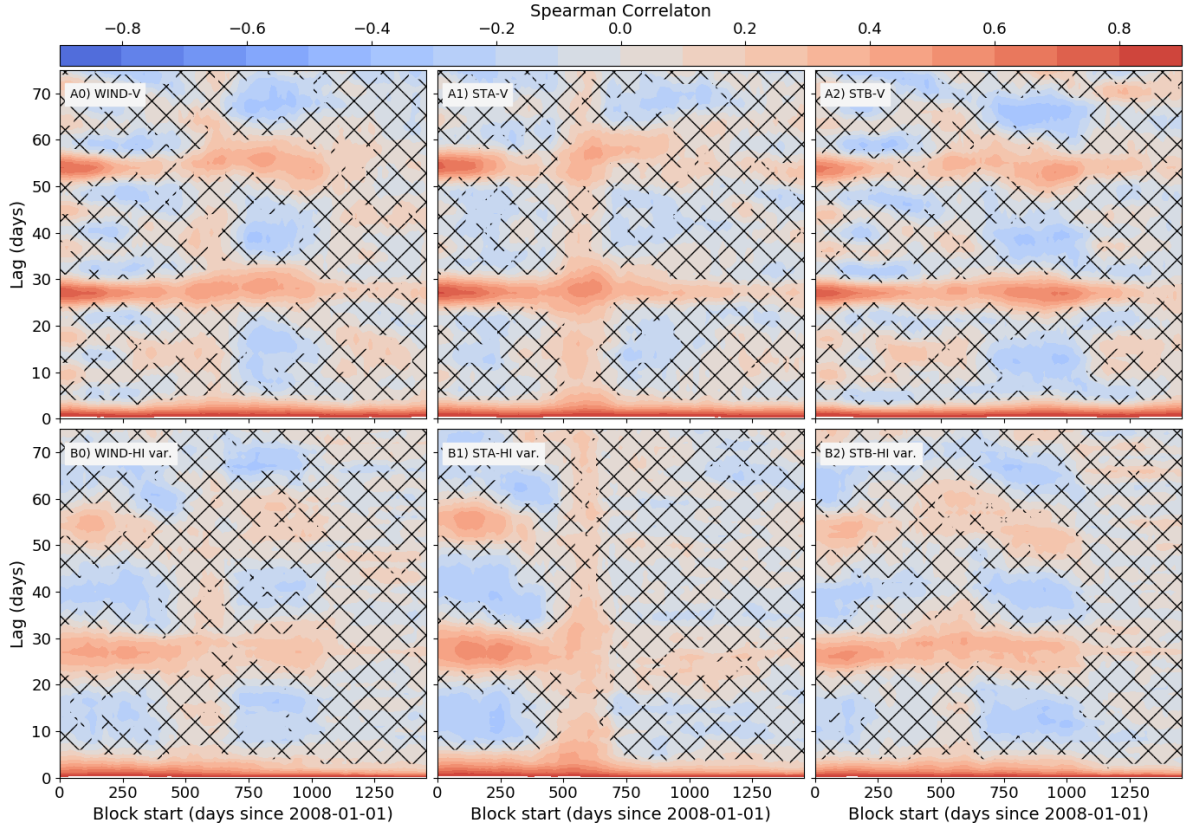 Spearman Correlaton
−0.8 −0.6 −0.4 −0.2 0.0 0.2 0.4 0.6 0.8
A0) WIND-V
A1) STA-V
A2) STB-V
70
60
50
40
30
20
10
0
Lag (days)
B0) WIND-HI var.
B1) STA-HI var.
B2) STB-HI var.
70
60
50
40
30
20
10
0
Lag (days)
0 250 500 750 1000 1250
0 250 500 750 1000 1250
0 250 500 750 1000 1250
Block start (days since 2008-01-01)
Block start (days since 2008-01-01)
Block start (days since 2008-01-01)